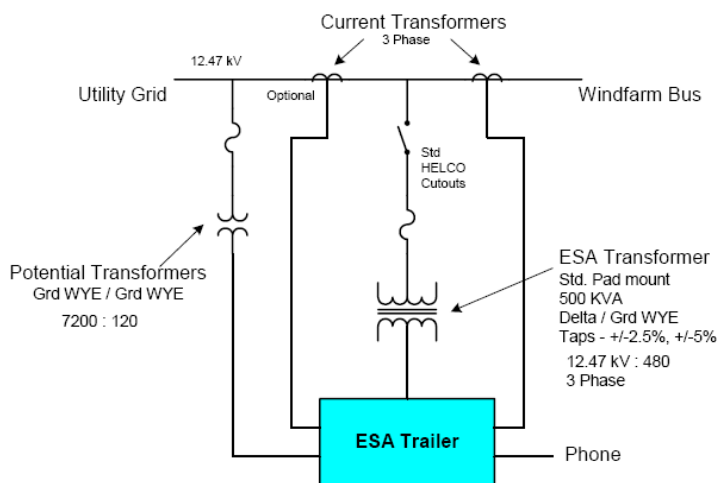 Current Transformers
3 Phase
12.47 kV
Utility Grid
Optional
Windfarm Bus
Std
HELCO
Cutouts
Potential Transformers
Grd WYE / Grd WYE
7200 : 120
ESA Transformer
Std. Pad mount
500 KVA
Delta / Grd WYE
Taps - +/-2.5%, +/-5%
12.47 kV : 480
3 Phase
ESA Trailer
Phone